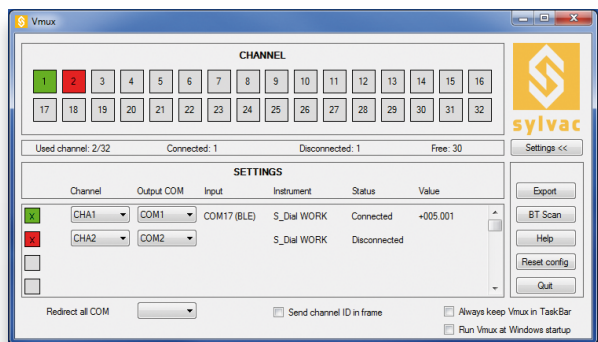 Vmux
CHANNEL
1 2 3 4 5 6 7 8 9 10 11 12 13 14 15 16
17 18 19 20 21 22 23 24 25 26 27 28 29 30 31 32
sylvac
Used channel: 2/32 Connected: 1 Disconnected: 1 Free: 30 Settings <<
SETTINGS
Channel Output COM Input Instrument Status Value
X CHA1 COM1 COM17 (BLE) S_Dial WORK Connected +005.001
X CHA2 COM2 S_Dial WORK Disconnected
Export
BT Scan
Help
Reset config
Quit
Redirect all COM Send channel ID in frame Always keep Vmux in TaskBar
Run Vmux at Windows startup